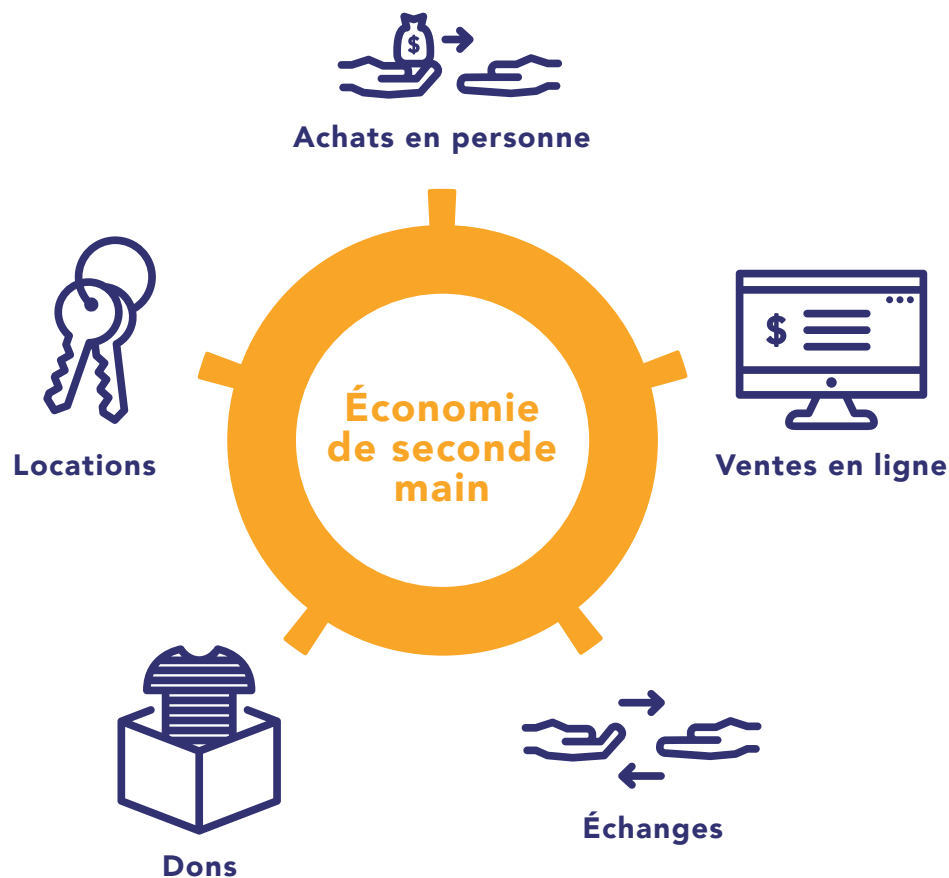 $
Achats en personne
Locations
Économie
de seconde
main
$
Ventes en ligne
Dons
Échanges